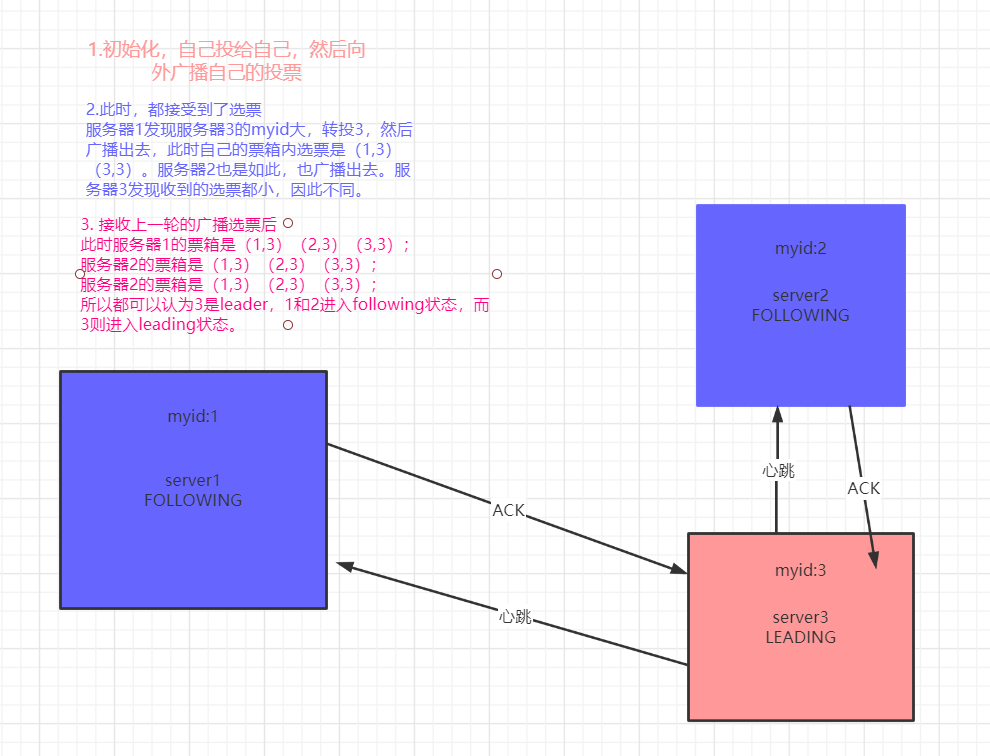 1.初始化，自己投给自己，然后向
外广播自己的投票
2.此时，都接受到了选票
服务器1发现服务器3的myid大，转投3，然后
广播出去，此时自己的票箱内选票是（1,3）
（3,3）。服务器2也是如此，也广播出去。服
务器3发现收到的选票都小，因此不同。
3. 接收上一轮的广播选票后
此时服务器1的票箱是（1,3）（2,3）（3,3）;
服务器2的票箱是（1,3）（2,3）（3,3）;
服务器2的票箱是（1,3）（2,3）（3,3）;
所以都可以认为3是leader，1和2进入following状态，而
3则进入leading状态。
myid:2
server2
FOLLOWING
myid:1
server1
FOLLOWING
心跳
ACK
ACK
心跳
myid:3
server3
LEADING